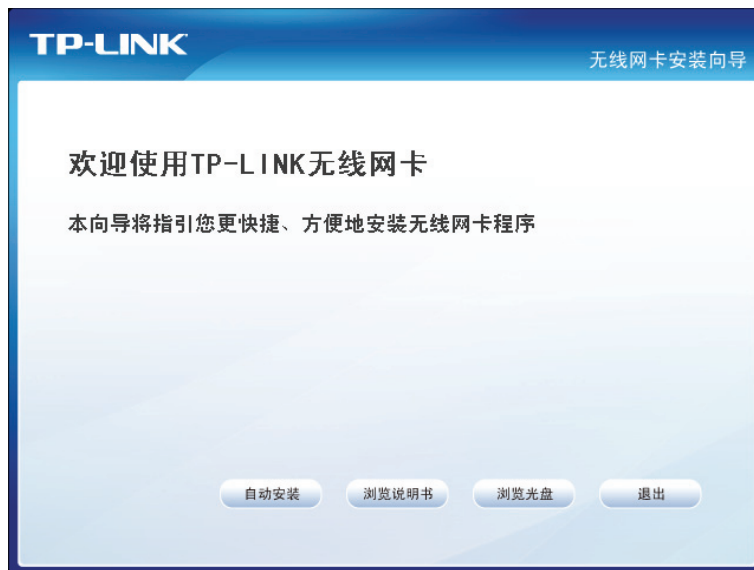 TP-LINK
无线网卡安装向导
欢迎使用TP-LINK无线网卡
本向导将指引您更快捷、方便地安装无线网卡程序
自动安装 浏览说明书 浏览光盘 退出